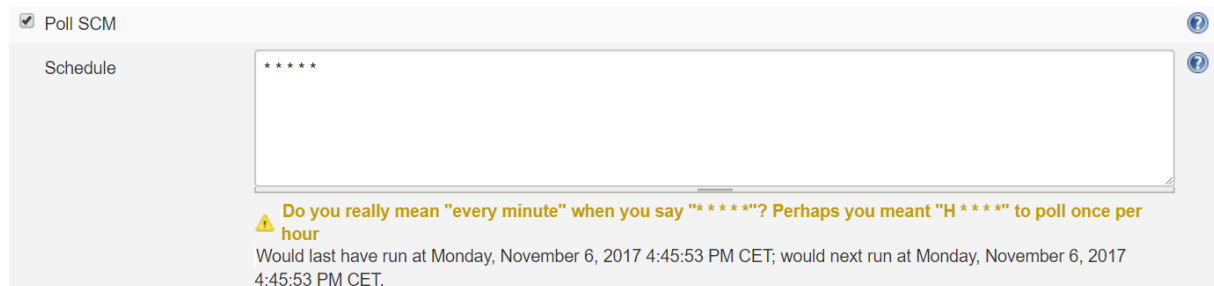 Poll SCM
Schedule
* * * * *
Do you really mean "every minute" when you say "* * * * *"? Perhaps you meant "H * * * *" to poll once per
hour
Would last have run at Monday, November 6, 2017 4:45:53 PM CET; would next run at Monday, November 6, 2017
4:45:53 PM CET.